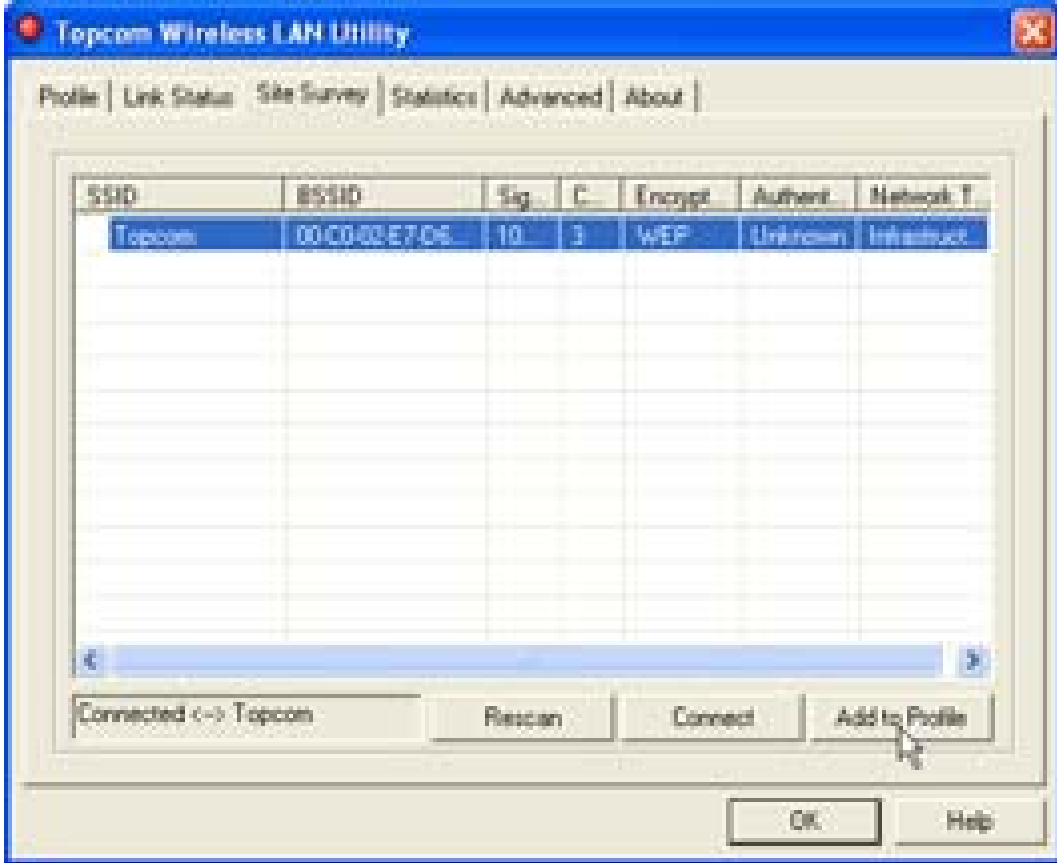 Topcom Wireless LAN Utility
Profile Link Status Site Survey Statistics Advanced About
SSID BSSID Sig... C... Encrypt... Authent... Network T...
Topcom 00-C0-02-E7-D6... 10... 3 WEP Unknown Infrastruct...
Connected <--> Topcom Rescan Connect Add to Profile
OK Help